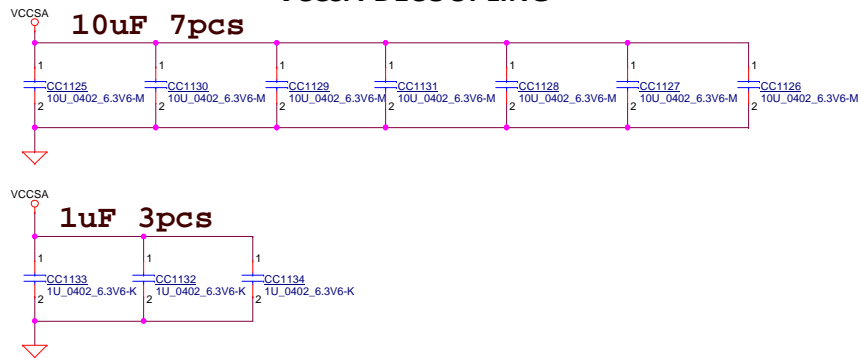 VCCSA DECOUPLING
VCCSA
10uF 7pcs
1 1 1 1 1 1 1
CC1125 CC1130 CC1129 CC1131 CC1128 CC1127 CC1126
10U_0402_6.3V6-M 10U_0402_6.3V6-M 10U_0402_6.3V6-M 10U_0402_6.3V6-M 10U_0402_6.3V6-M 10U_0402_6.3V6-M 10U_0402_6.3V6-M
2 2 2 2 2 2 2
VCCSA
1uF 3pcs
1 1 1
CC1133 CC1132 CC1134
1U_0402_6.3V6-K 1U_0402_6.3V6-K 1U_0402_6.3V6-K
2 2 2